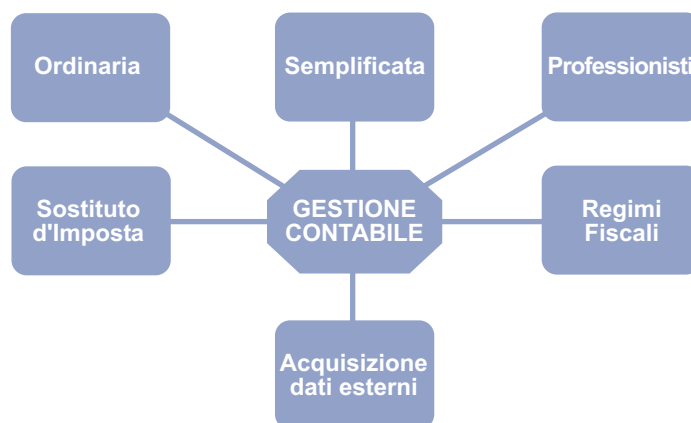 Ordinaria
Semplificata
Professionisti
Sostituto
d'Imposta
GESTIONE
CONTABILE
Regimi
Fiscali
Acquisizione
dati esterni